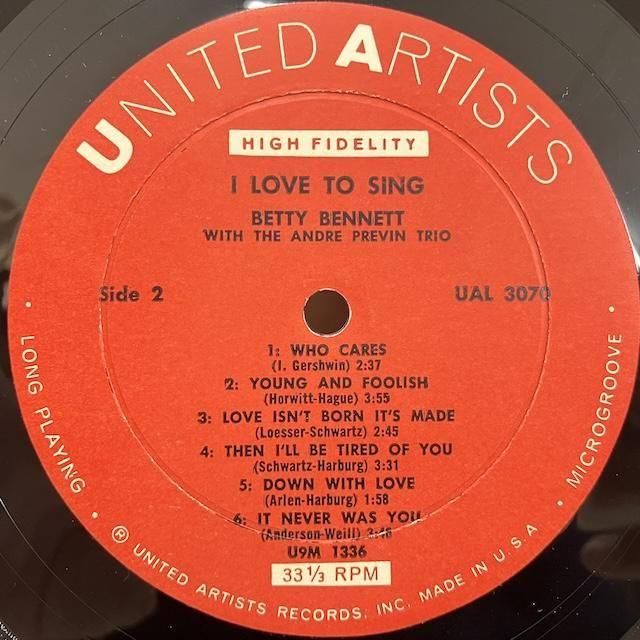 UNITED ARTISTS
HIGH FIDELITY
I LOVE TO SING
BETTY BENNETT
WITH THE ANDRE PREVIN TRIO
Side 2
UAL 3070
1: WHO CARES
(I. Gershwin) 2:37
2: YOUNG AND FOOLISH
(Horwitt-Hague) 3:55
3: LOVE ISN'T BORN IT'S MADE
(Loesser-Schwartz) 2:45
4: THEN I'LL BE TIRED OF YOU
(Schwartz-Harburg) 3:31
5: DOWN WITH LOVE
(Arlen-Harburg) 1:58
6: IT NEVER WAS YOU
(Anderson-Weill) 3:48
U9M 1336
33 1/3 RPM
· LONG PLAYING · ® UNITED ARTISTS RECORDS, INC. MADE IN U.S.A · MICROGROOVE ·